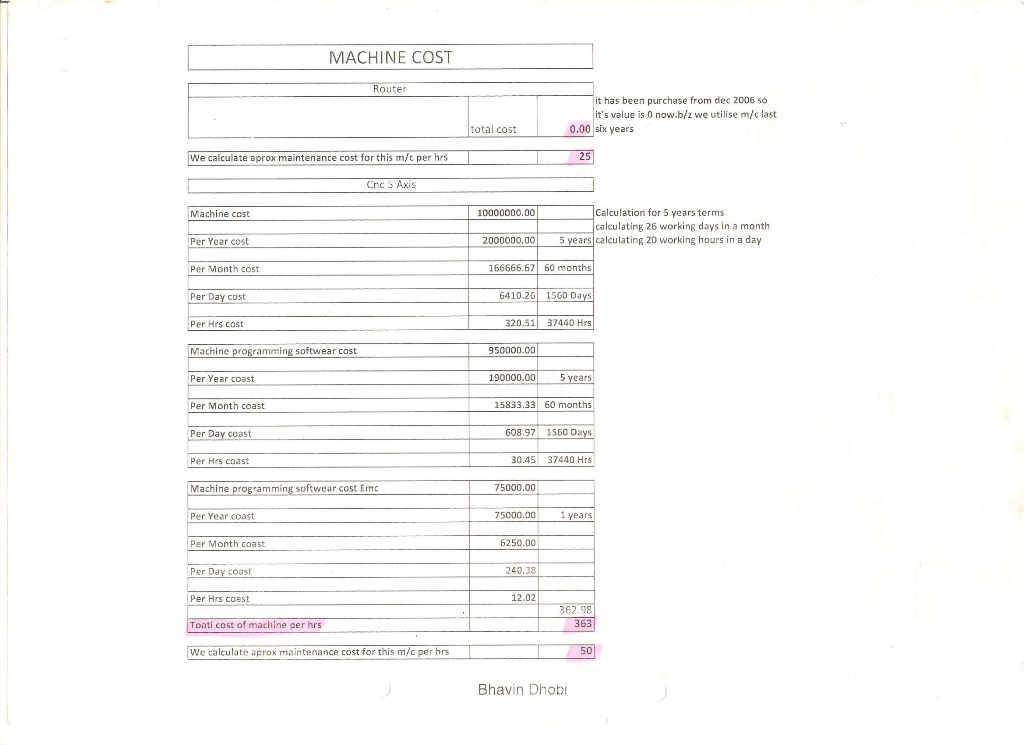 MACHINE COST
Router
it has been purchase from dec 2006 so
it's value is 0 now.b/z we utilise m/c last
total cost 0.00 six years
We calculate aprox maintenance cost for this m/c per hrs 25
Cnc 5 Axis
Machine cost 10000000.00 Calculation for 5 years terms
calculating 26 working days in a month
Per Year cost 2000000.00 5 years calculating 20 working hours in a day
Per Month cost 166666.67 60 months
Per Day cost 6410.26 1560 Days
Per Hrs cost 320.51 37440 Hrs
Machine programming softwear cost 950000.00
Per Year coast 190000.00 5 years
Per Month coast 15833.33 60 months
Per Day coast 608.97 1560 Days
Per Hrs coast 30.45 37440 Hrs
Machine programming softwear cost Emc 75000.00
Per Year coast 75000.00 1 years
Per Month coast 6250.00
Per Day coast 240.38
Per Hrs coast 12.02
362.98
Toatl cost of machine per hrs 363
We calculate aprox maintenance cost for this m/c per hrs 50
Bhavin Dhobi